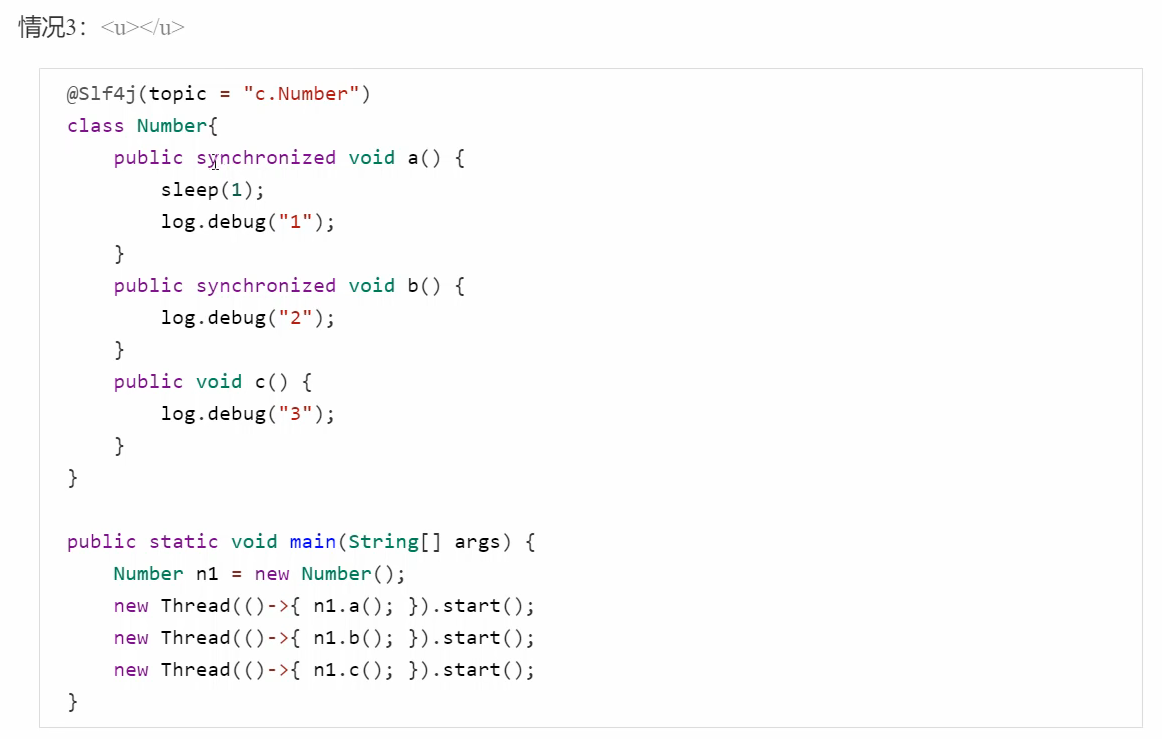 情况3：<u></u>
@Slf4j(topic = "c.Number")
class Number{
    public synchronized void a() {
        sleep(1);
        log.debug("1");
    }
    public synchronized void b() {
        log.debug("2");
    }
    public void c() {
        log.debug("3");
    }
}

public static void main(String[] args) {
    Number n1 = new Number();
    new Thread(()->{ n1.a(); }).start();
    new Thread(()->{ n1.b(); }).start();
    new Thread(()->{ n1.c(); }).start();
}